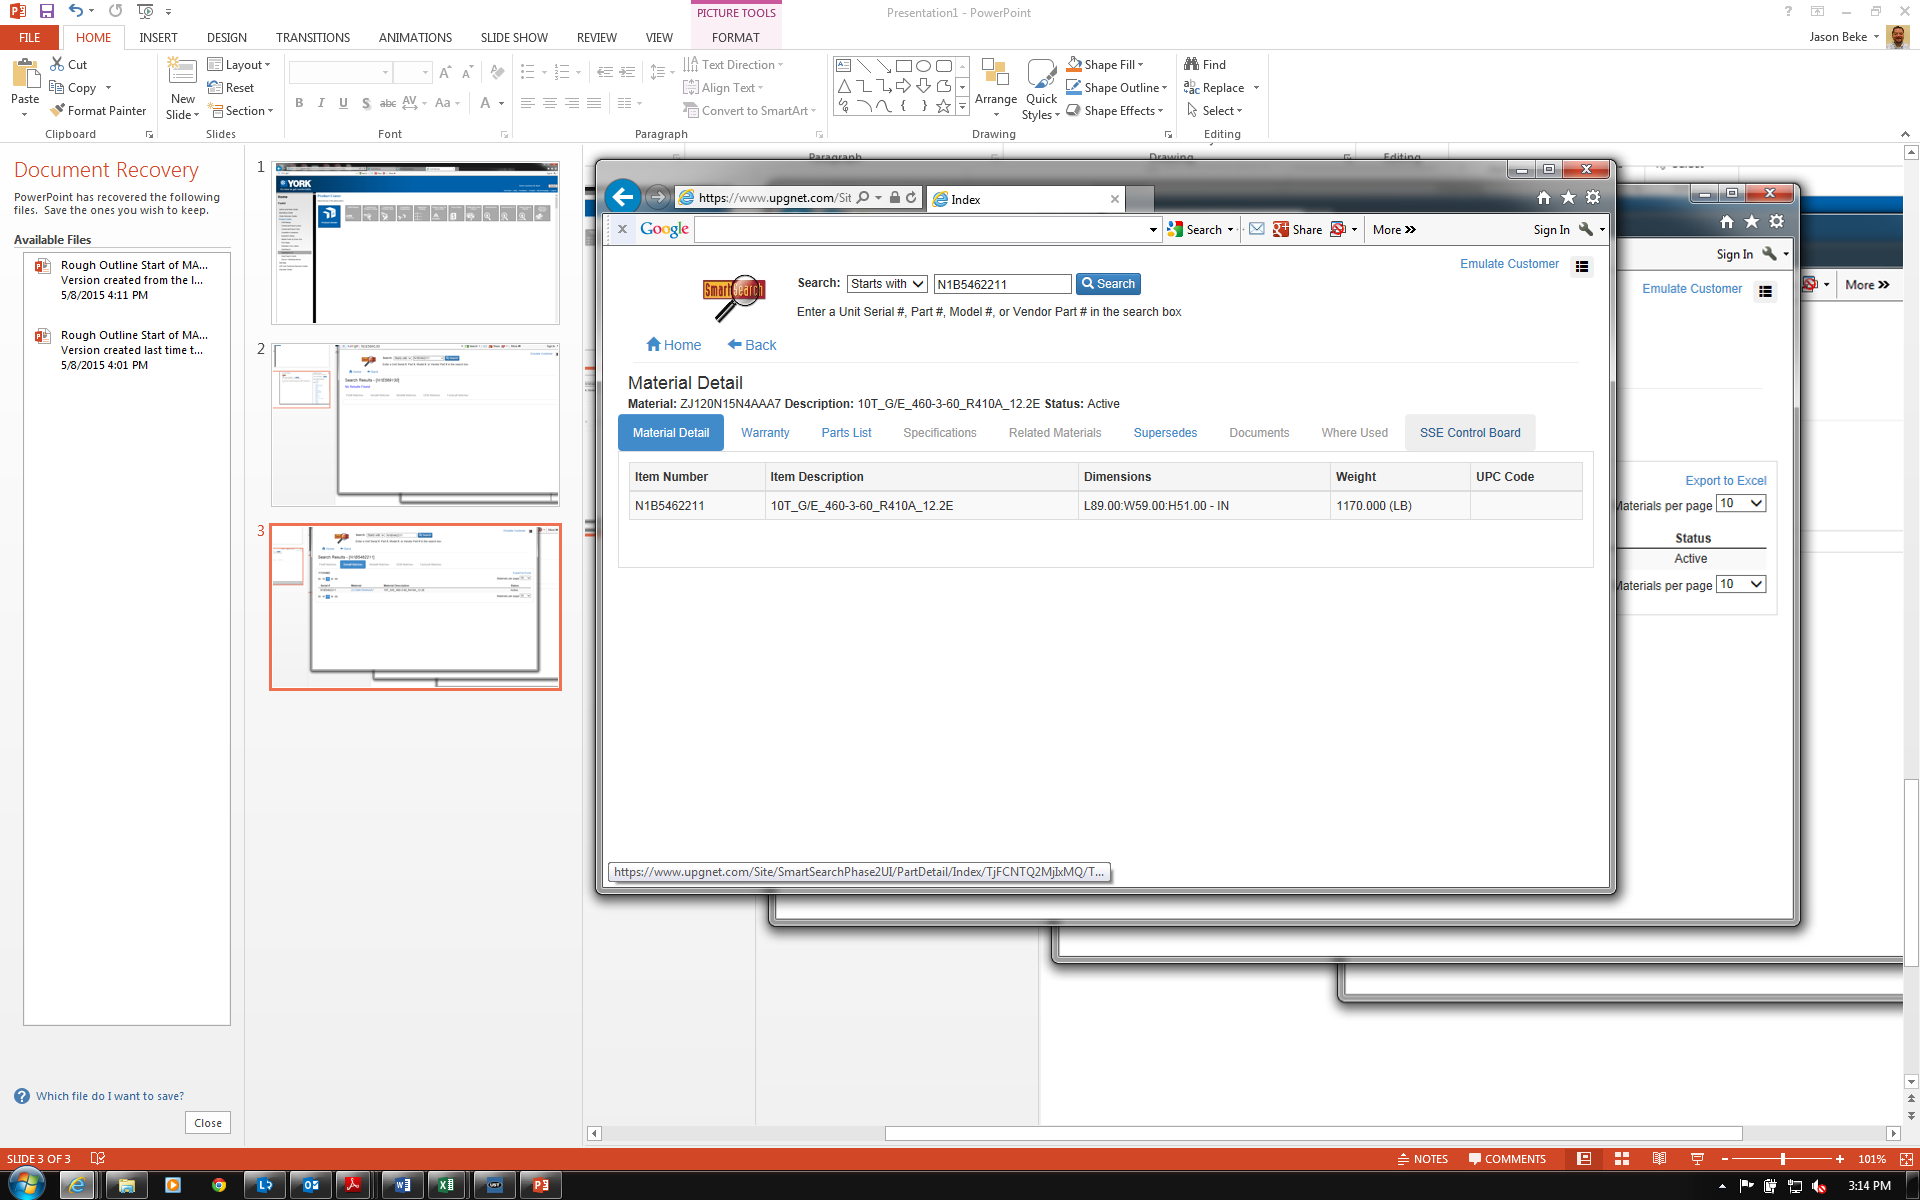 PICTURE TOOLS
Presentation1 - PowerPoint
FILE HOME INSERT DESIGN TRANSITIONS ANIMATIONS SLIDE SHOW REVIEW VIEW FORMAT
Jason Beke
Paste
Cut
Copy
Format Painter
Clipboard
New Slide
Layout
Reset
Section
Slides
Font
Text Direction
Align Text
Convert to SmartArt
Paragraph
Arrange
Quick Styles
Shape Fill
Shape Outline
Shape Effects
Drawing
Find
Replace
Select
Editing
Document Recovery
PowerPoint has recovered the following
files. Save the ones you wish to keep.
Available Files
Rough Outline Start of MA...
Version created from the l...
5/8/2015 4:11 PM
Rough Outline Start of MA...
Version created last time t...
5/8/2015 4:01 PM
Which file do I want to save?
Close
1
YORK
2
3
https://www.upgnet.com/Sit
Index
Google
Search
Share
More »
Sign In
Emulate Customer
SmartSearch
Search: Starts with N1B5462211 Search
Enter a Unit Serial #, Part #, Model #, or Vendor Part # in the search box
Home Back
Material Detail
Material: ZJ120N15N4AAA7 Description: 10T_G/E_460-3-60_R410A_12.2E Status: Active
Material Detail Warranty Parts List Specifications Related Materials Supersedes Documents Where Used SSE Control Board
Item Number Item Description Dimensions Weight UPC Code
N1B5462211 10T_G/E_460-3-60_R410A_12.2E L89.00:W59.00:H51.00 - IN 1170.000 (LB)
https://www.upgnet.com/Site/SmartSearchPhase2UI/PartDetail/Index/TjFCNTQ2MjIxMQ/T...
Sign In
More »
Emulate Customer
Export to Excel
Materials per page 10
Status
Active
Materials per page 10
SLIDE 3 OF 3
NOTES
COMMENTS
101%
3:14 PM